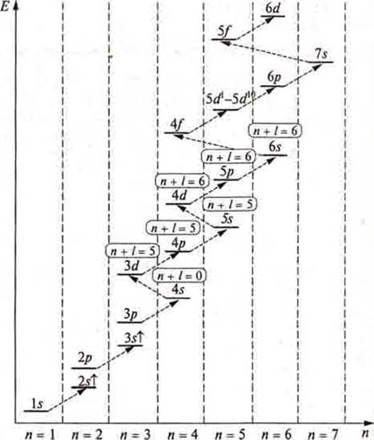 E
6d
5f
7s
6p
5d¹–5d¹⁰
4f
n + l = 6
6s
n + l = 6
5p
n + l = 6
4d
n + l = 5
5s
n + l = 5
4p
n + l = 5
3d
n + l = 0
4s
3p
3s↑
2p
2s↑
1s
n = 1 n = 2 n = 3 n = 4 n = 5 n = 6 n = 7 n